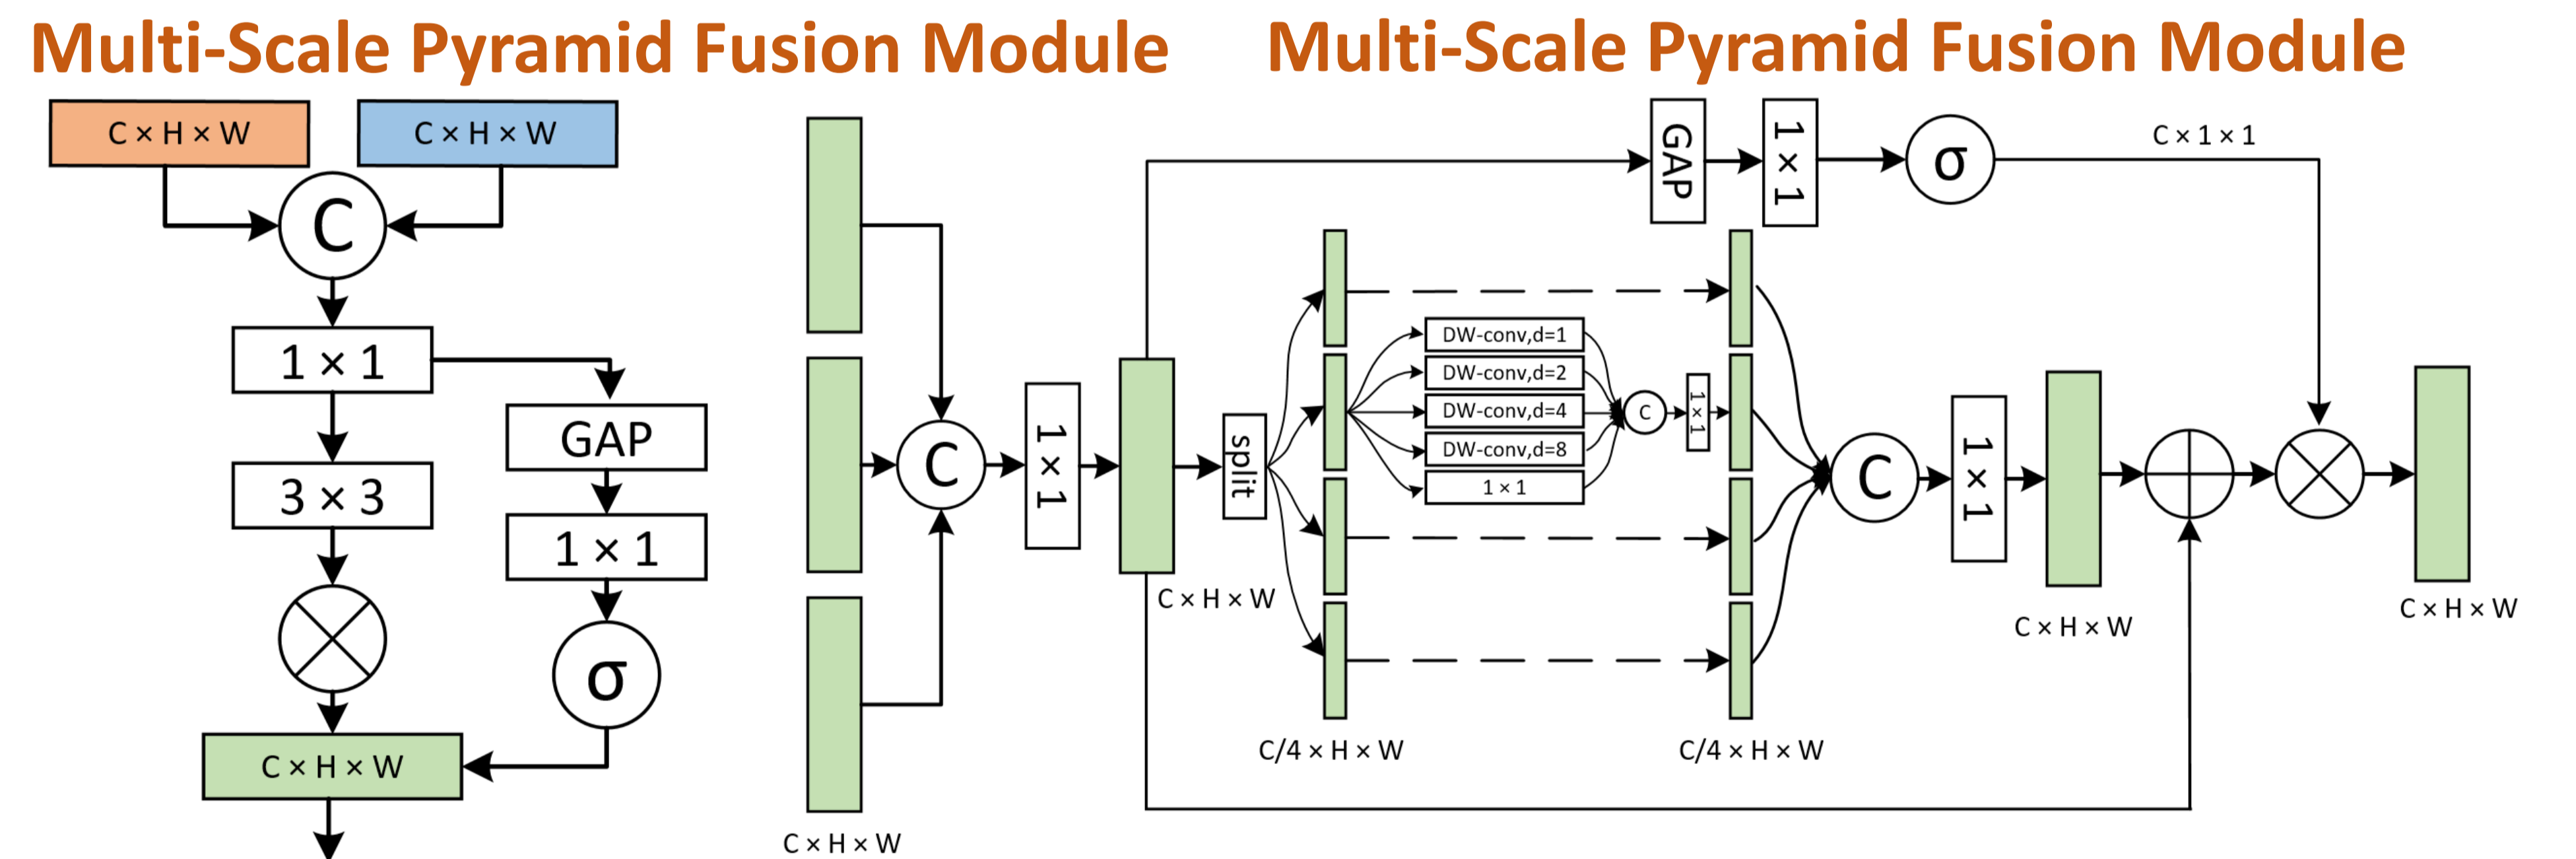 Multi-Scale Pyramid Fusion Module
C × H × W
C × H × W
C
1 × 1
3 × 3
GAP
1 × 1
σ
C × H × W
Multi-Scale Pyramid Fusion Module
C × H × W
C
1 × 1
C × H × W
split
GAP
1 × 1
σ
C × 1 × 1
DW-conv,d=1
DW-conv,d=2
DW-conv,d=4
DW-conv,d=8
1 × 1
C
1 × 1
C/4 × H × W
C/4 × H × W
C
1 × 1
C × H × W
C × H × W